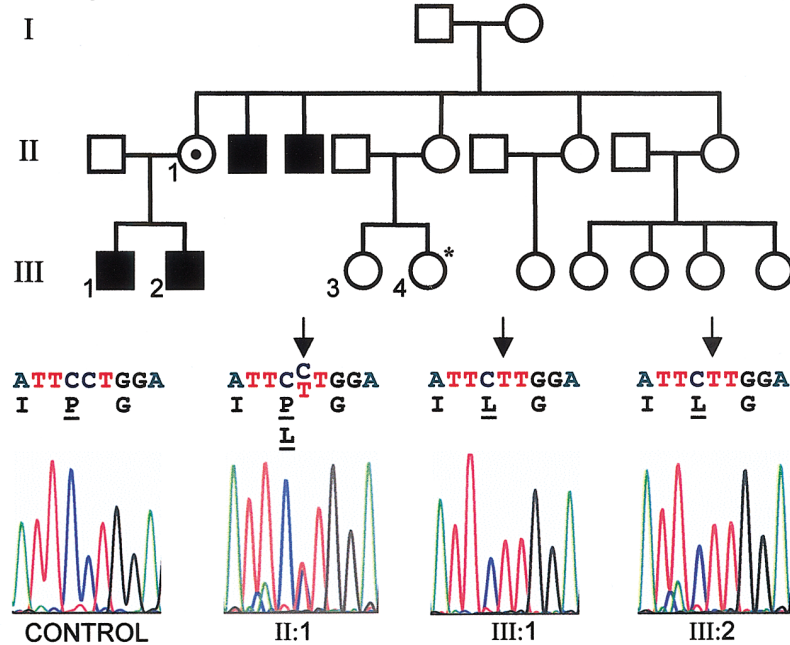 I
II
1
III
1
2
3
4
*
ATTCCTGGA
I P G
ATTCCTGGA
T
I P G
L
ATTCTTGGA
I L G
ATTCTTGGA
I L G
CONTROL
II:1
III:1
III:2